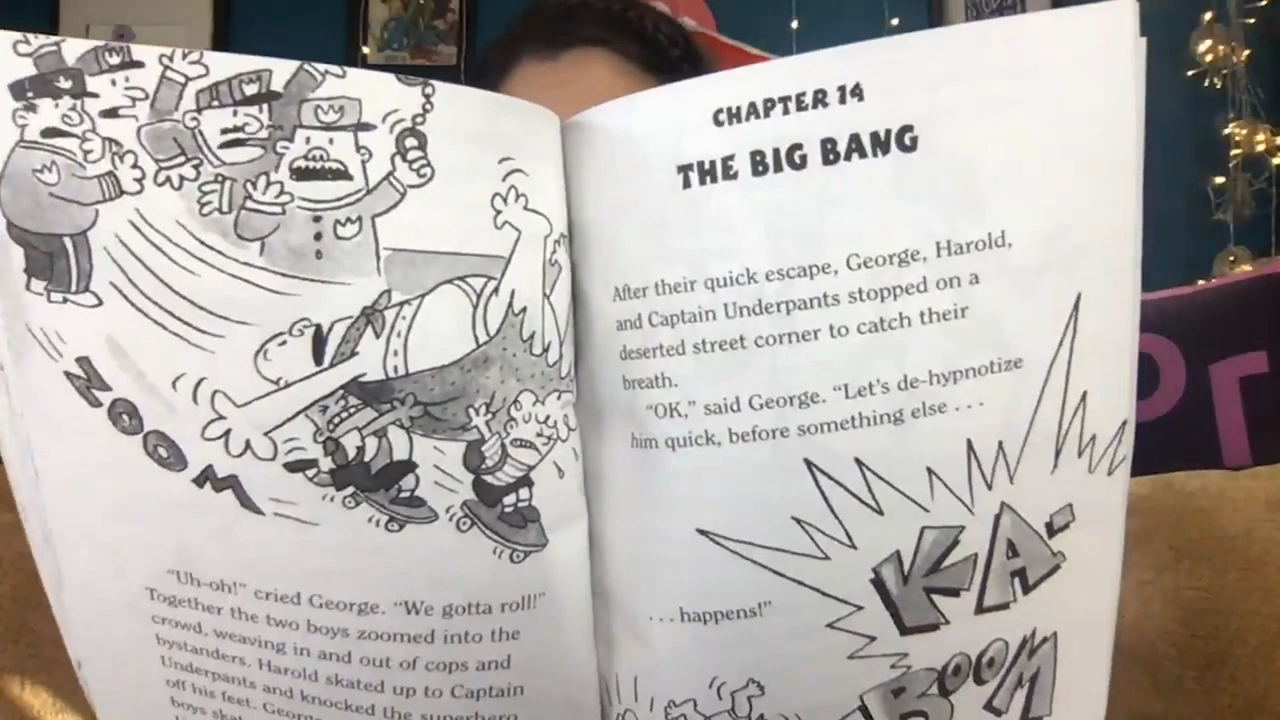 ZOOM
"Uh-oh!" cried George. "We gotta roll!"
Together the two boys zoomed into the
crowd, weaving in and out of cops and
bystanders. Harold skated up to Captain
Underpants and knocked the superhero
off his feet.
CHAPTER 14
THE BIG BANG
After their quick escape, George, Harold,
and Captain Underpants stopped on a
deserted street corner to catch their
breath.
"OK," said George. "Let's de-hypnotize
him quick, before something else . . .
. . . happens!"
KA-
BOOM